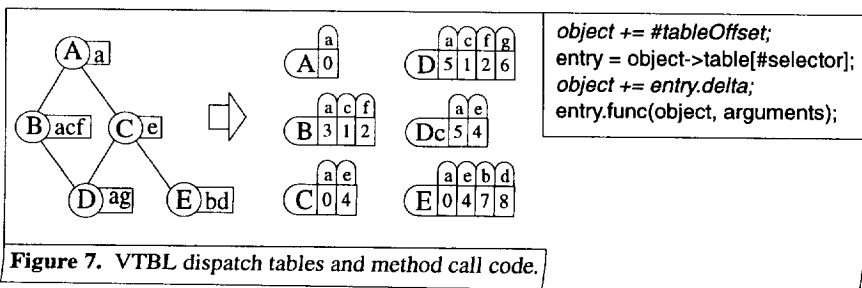 A a
B acf
C e
D ag
E bd
a
A 0
a c f
B 3 1 2
a e
C 0 4
a c f g
D 5 1 2 6
a e
Dc 5 4
a e b d
E 0 4 7 8
object += #tableOffset;
entry = object->table[#selector];
object += entry.delta;
entry.func(object, arguments);
Figure 7. VTBL dispatch tables and method call code.